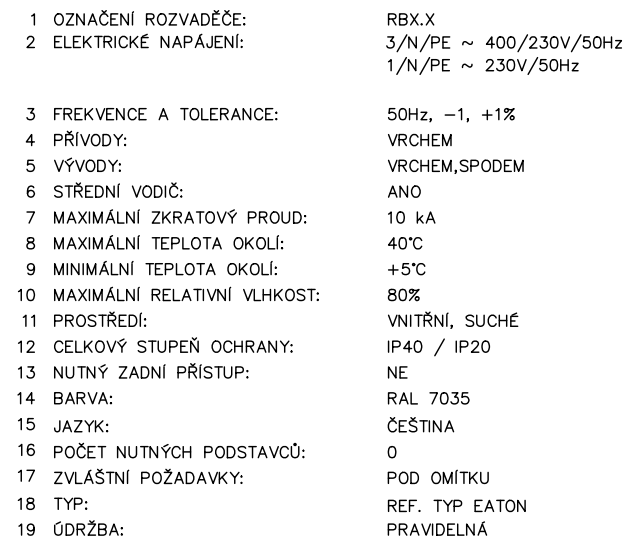 1 OZNAČENÍ ROZVADĚČE: RBX.X
2 ELEKTRICKÉ NAPÁJENÍ: 3/N/PE ~ 400/230V/50Hz
1/N/PE ~ 230V/50Hz
3 FREKVENCE A TOLERANCE: 50Hz, −1, +1%
4 PŘÍVODY: VRCHEM
5 VÝVODY: VRCHEM,SPODEM
6 STŘEDNÍ VODIČ: ANO
7 MAXIMÁLNÍ ZKRATOVÝ PROUD: 10 kA
8 MAXIMÁLNÍ TEPLOTA OKOLÍ: 40°C
9 MINIMÁLNÍ TEPLOTA OKOLÍ: +5°C
10 MAXIMÁLNÍ RELATIVNÍ VLHKOST: 80%
11 PROSTŘEDÍ: VNITŘNÍ, SUCHÉ
12 CELKOVÝ STUPEŇ OCHRANY: IP40 / IP20
13 NUTNÝ ZADNÍ PŘÍSTUP: NE
14 BARVA: RAL 7035
15 JAZYK: ČEŠTINA
16 POČET NUTNÝCH PODSTAVCŮ: 0
17 ZVLÁŠTNÍ POŽADAVKY: POD OMÍTKU
18 TYP: REF. TYP EATON
19 ÚDRŽBA: PRAVIDELNÁ